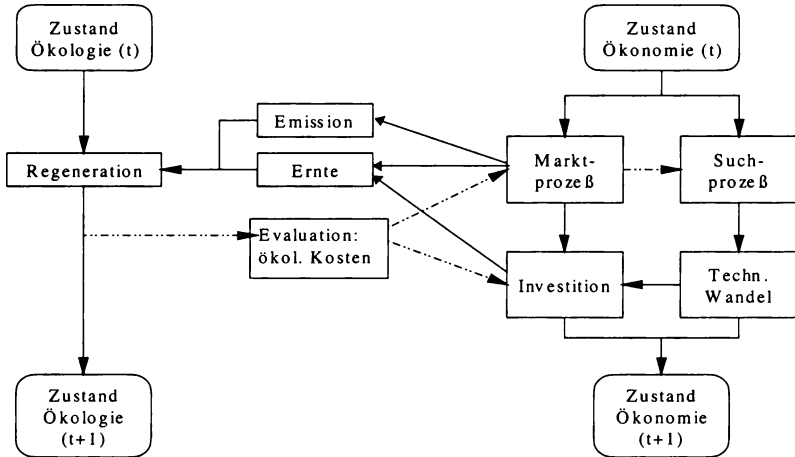 Zustand
Ökologie (t)
Zustand
Ökonomie (t)
Emission
Regeneration
Ernte
Markt-
prozeß
Such-
prozeß
Evaluation:
ökol. Kosten
Investition
Techn.
Wandel
Zustand
Ökologie
(t+1)
Zustand
Ökonomie
(t+1)